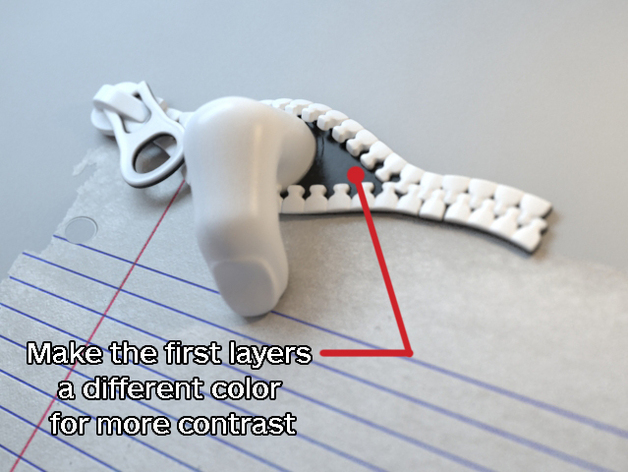 Make the first layers
a different color
for more contrast